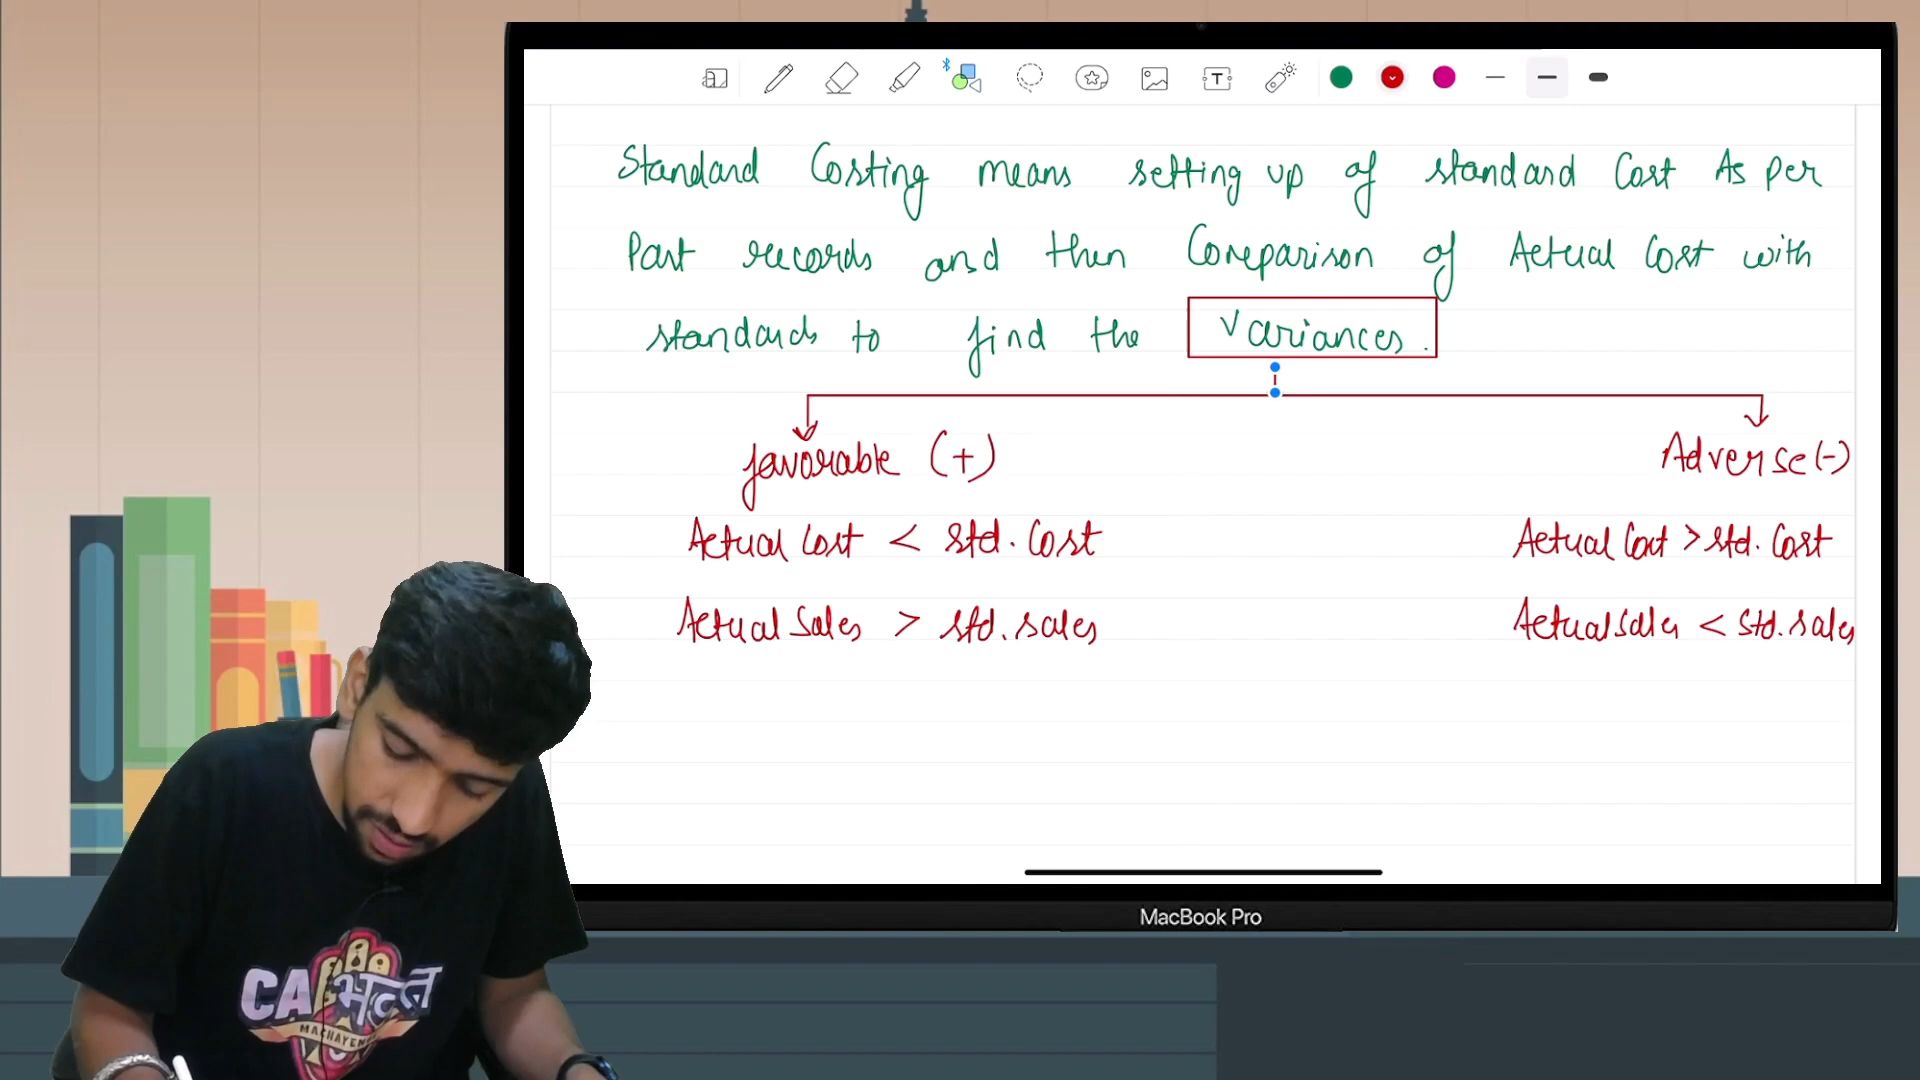 Standard Costing means setting up of standard Cost As per
Past records and then Comparison of Actual Cost with
standards to find the Variances.
favorable (+)
Adverse (-)
Actual Cost < std. Cost
Actual Cost > std. Cost
Actual Sales > std. sales
Actual sales < std. sales
MacBook Pro
CA भगवत
MACHAYENGE